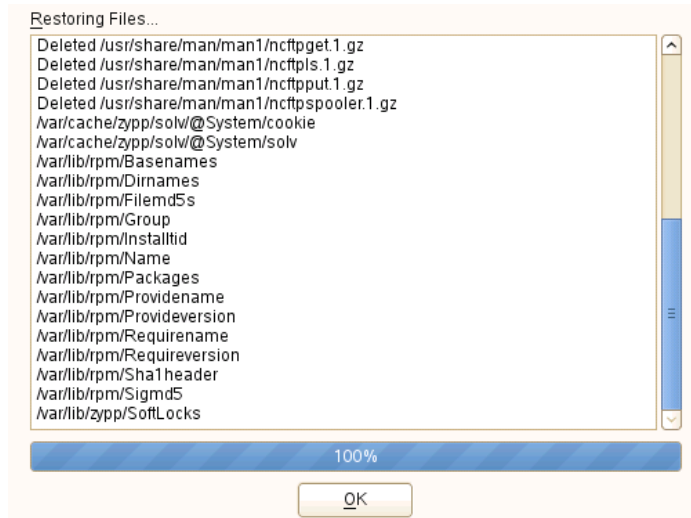 Restoring Files...
Deleted /usr/share/man/man1/ncftpget.1.gz
Deleted /usr/share/man/man1/ncftpls.1.gz
Deleted /usr/share/man/man1/ncftpput.1.gz
Deleted /usr/share/man/man1/ncftpspooler.1.gz
/var/cache/zypp/solv/@System/cookie
/var/cache/zypp/solv/@System/solv
/var/lib/rpm/Basenames
/var/lib/rpm/Dirnames
/var/lib/rpm/Filemd5s
/var/lib/rpm/Group
/var/lib/rpm/Installtid
/var/lib/rpm/Name
/var/lib/rpm/Packages
/var/lib/rpm/Providename
/var/lib/rpm/Provideversion
/var/lib/rpm/Requirename
/var/lib/rpm/Requireversion
/var/lib/rpm/Sha1header
/var/lib/rpm/Sigmd5
/var/lib/zypp/SoftLocks
100%
OK